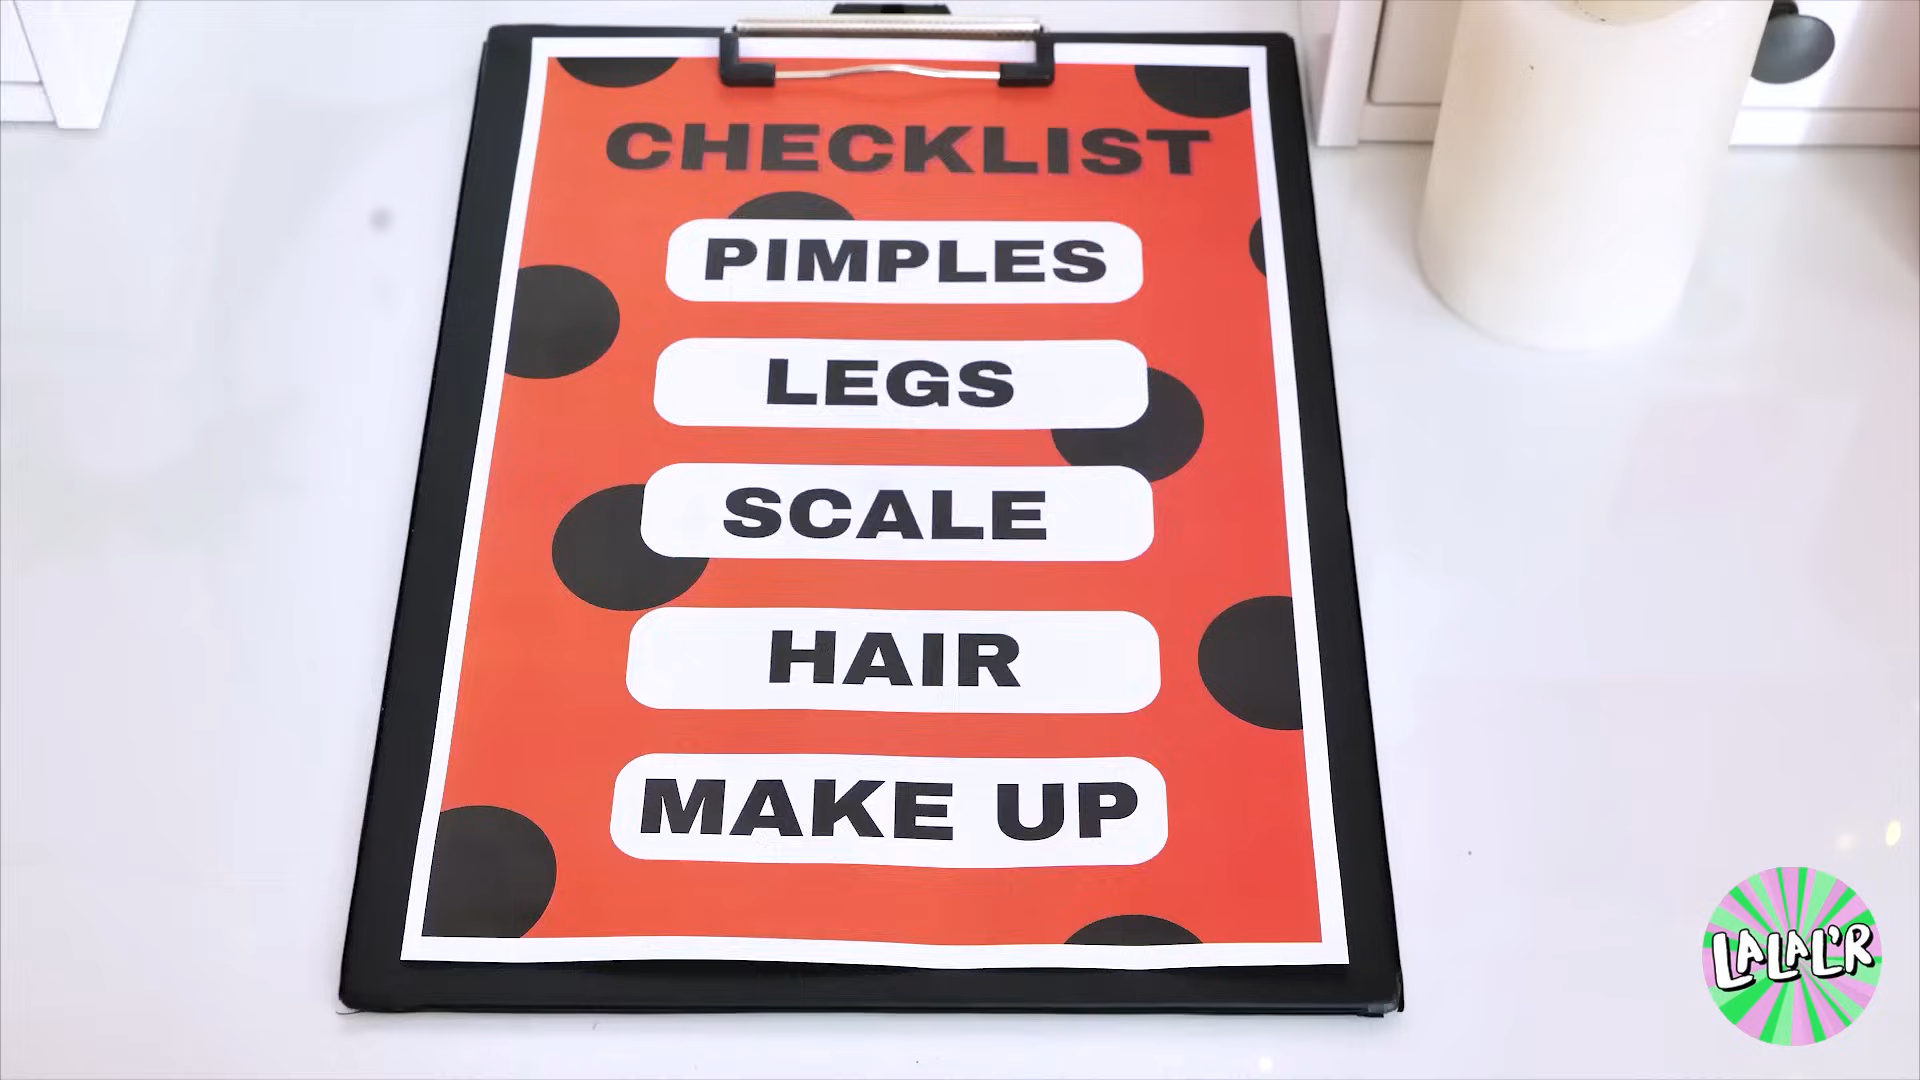 CHECKLIST
PIMPLES
LEGS
SCALE
HAIR
MAKE UP
LALAL'R